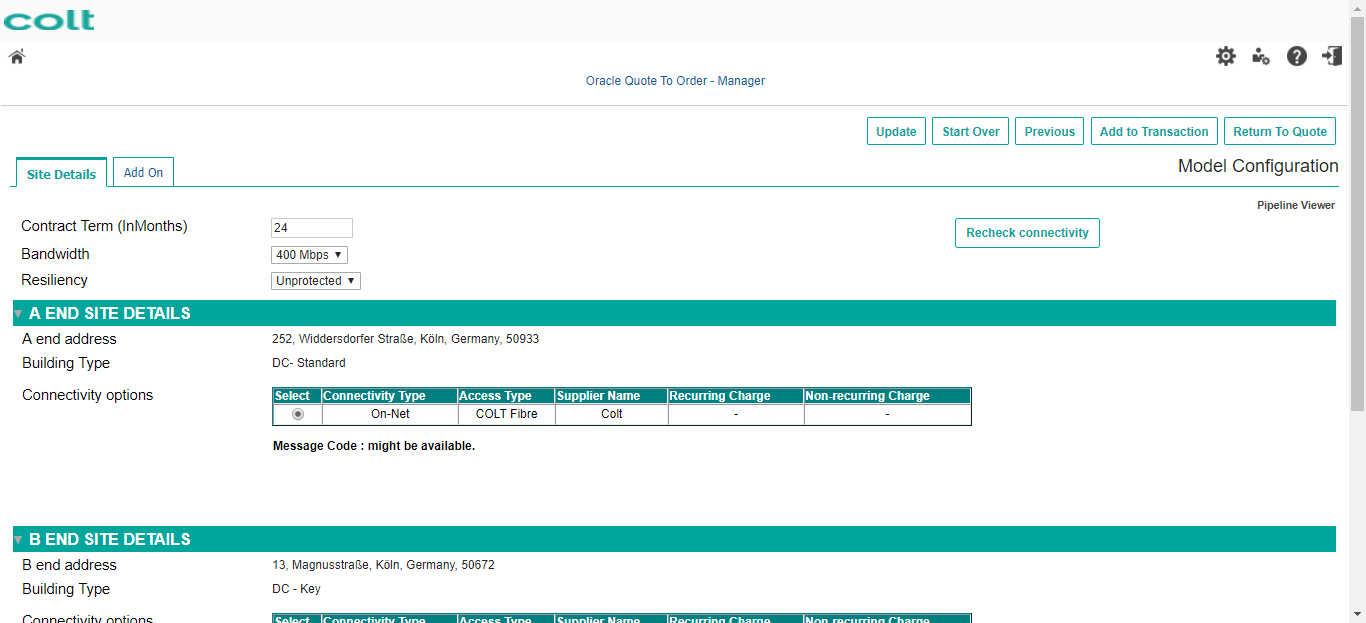 colt
Oracle Quote To Order - Manager
Update Start Over Previous Add to Transaction Return To Quote
Site Details Add On
Model Configuration
Pipeline Viewer
Contract Term (InMonths) 24
Recheck connectivity
Bandwidth 400 Mbps
Resiliency Unprotected
A END SITE DETAILS
A end address 252, Widdersdorfer Straße, Köln, Germany, 50933
Building Type DC- Standard
Connectivity options
Select Connectivity Type Access Type Supplier Name Recurring Charge Non-recurring Charge
On-Net COLT Fibre Colt - -
Message Code : might be available.
B END SITE DETAILS
B end address 13, Magnusstraße, Köln, Germany, 50672
Building Type DC - Key
Connectivity options Select Connectivity Type Access Type Supplier Name Recurring Charge Non-recurring Charge